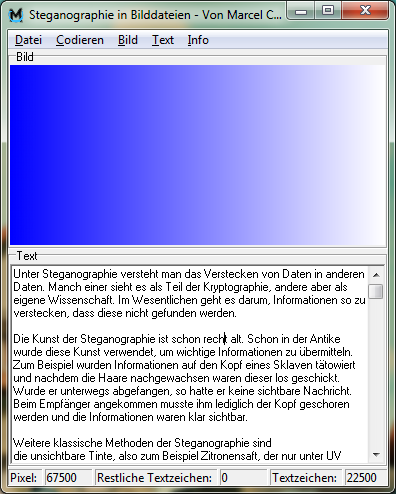 Steganographie in Bilddateien - Von Marcel C...
Datei Codieren Bild Text Info
Bild
Text
Unter Steganographie versteht man das Verstecken von Daten in anderen
Daten. Manch einer sieht es als Teil der Kryptographie, andere aber als
eigene Wissenschaft. Im Wesentlichen geht es darum, Informationen so zu
verstecken, dass diese nicht gefunden werden.
Die Kunst der Steganographie ist schon recht alt. Schon in der Antike
wurde diese Kunst verwendet, um wichtige Informationen zu übermitteln.
Zum Beispiel wurden Informationen auf den Kopf eines Sklaven tätowiert
und nachdem die Haare nachgewachsen waren dieser los geschickt.
Wurde er unterwegs abgefangen, so hatte er keine sichtbare Nachricht.
Beim Empfänger angekommen musste ihm lediglich der Kopf geschoren
werden und die Informationen waren klar sichtbar.
Weitere klassische Methoden der Steganographie sind
die unsichtbare Tinte, also zum Beispiel Zitronensaft, der nur unter UV
Pixel: 67500 Restliche Textzeichen: 0 Textzeichen: 22500